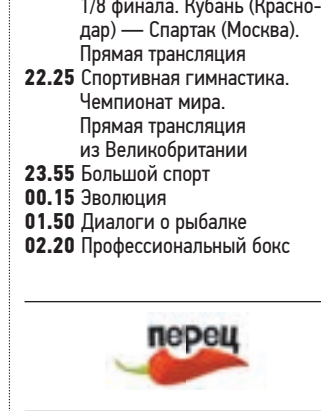 1/8 финала. Кубань (Красно-
дар) — Спартак (Москва).
Прямая трансляция
22.25 Спортивная гимнастика.
Чемпионат мира.
Прямая трансляция
из Великобритании
23.55 Большой спорт
00.15 Эволюция
01.50 Диалоги о рыбалке
02.20 Профессиональный бокс
перец